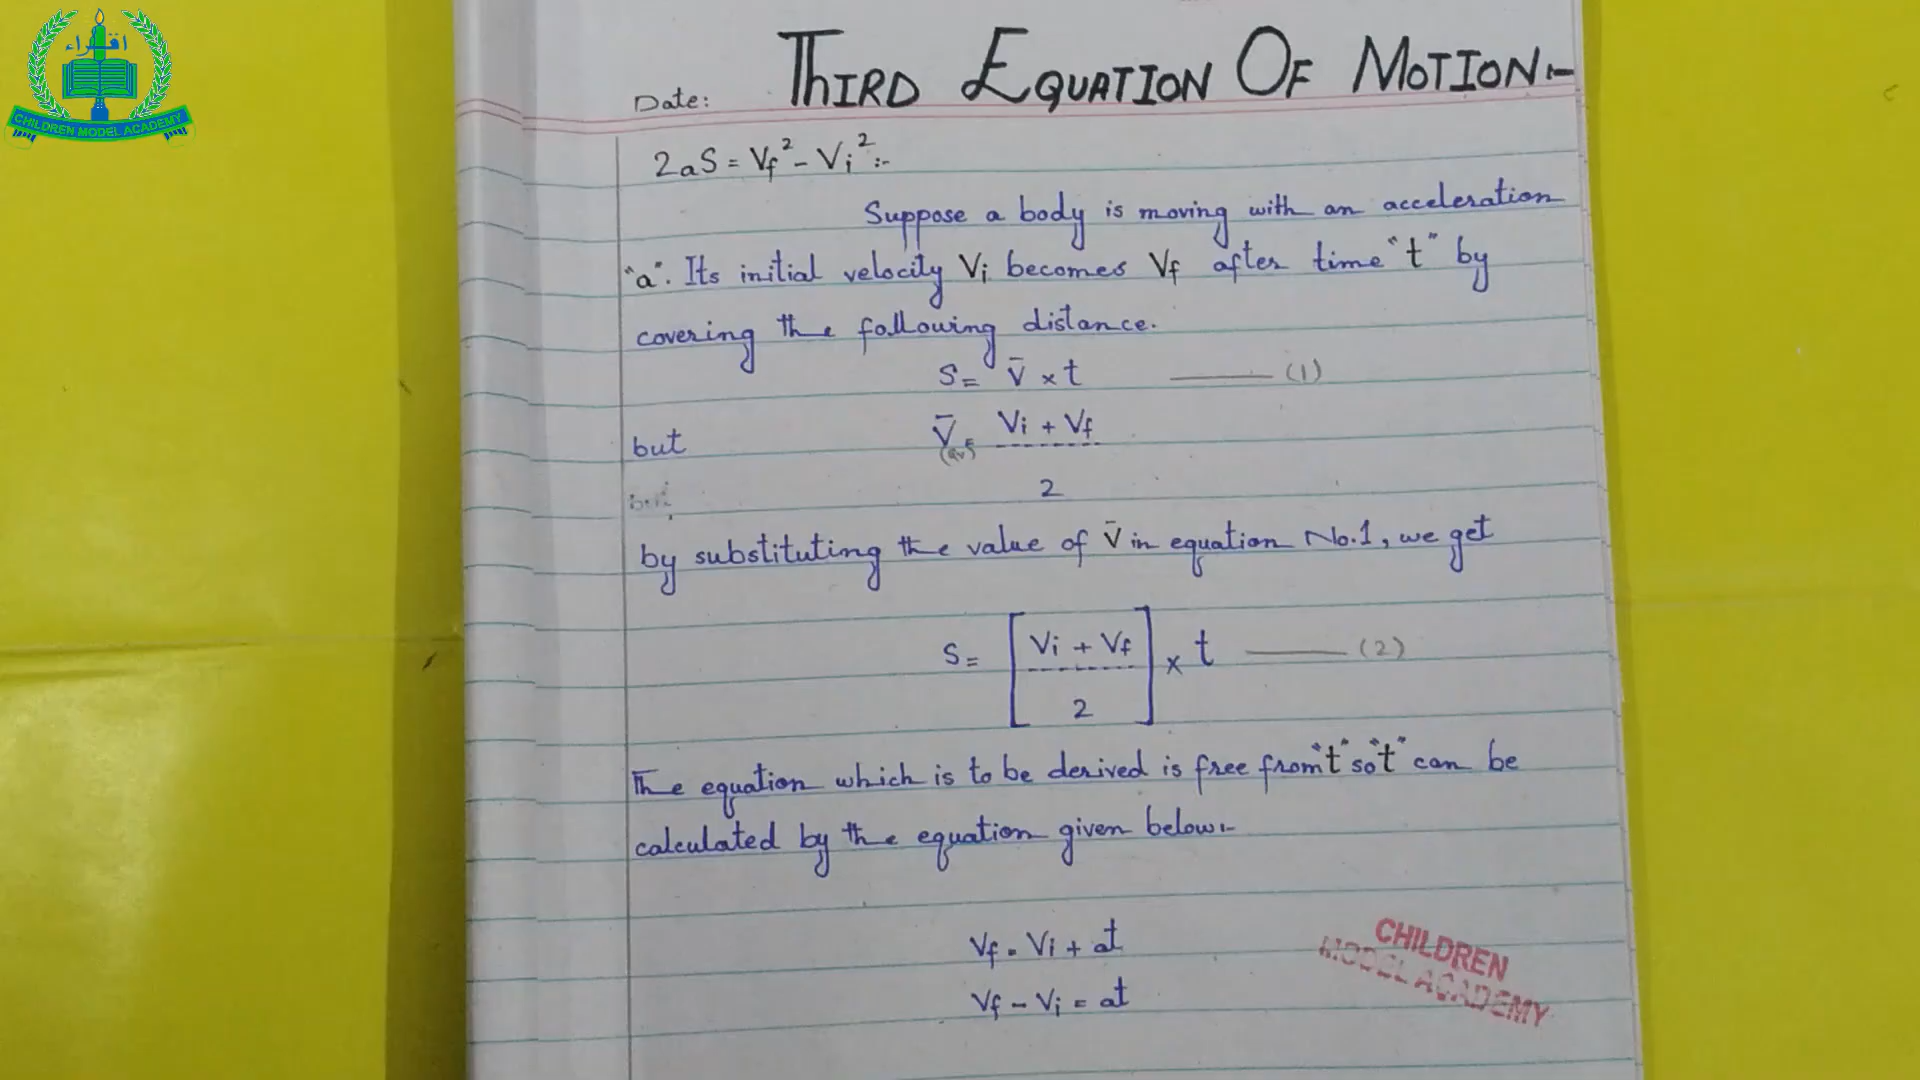 اقراء
CHILDREN MODEL ACADEMY
Date: THIRD EQUATION OF MOTION:-
2aS = Vf² - Vi² :-
Suppose a body is moving with an acceleration
"a". Its initial velocity Vi becomes Vf after time "t" by
covering the following distance.
S = V̄ × t ——— (1)
but V̄(av) = Vi + Vf
2
by substituting the value of V̄ in equation No.1, we get
S = [Vi + Vf / 2] × t ——— (2)
The equation which is to be derived is free from "t" so "t" can be
calculated by the equation given below:-
Vf = Vi + at
Vf - Vi = at
CHILDREN
MODEL ACADEMY